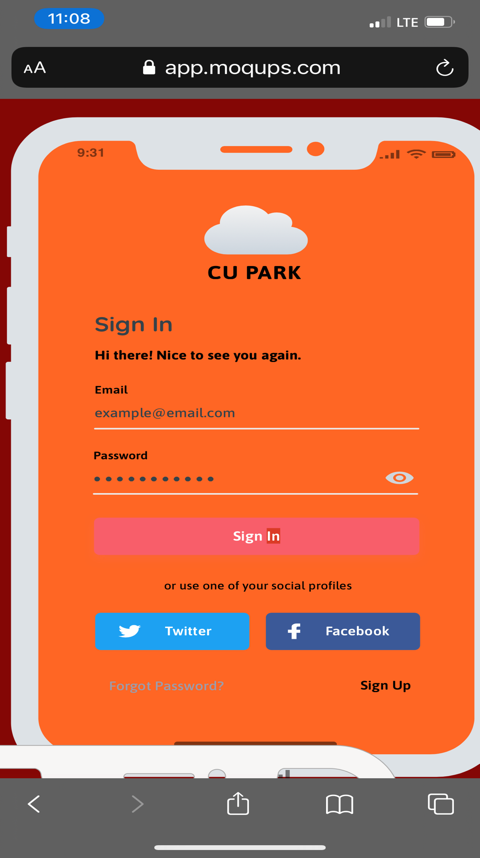 11:08
LTE
AA
app.moqups.com
9:31
CU PARK
Sign In
Hi there! Nice to see you again.
Email
example@email.com
Password
Sign In
or use one of your social profiles
Twitter
Facebook
Forgot Password?
Sign Up